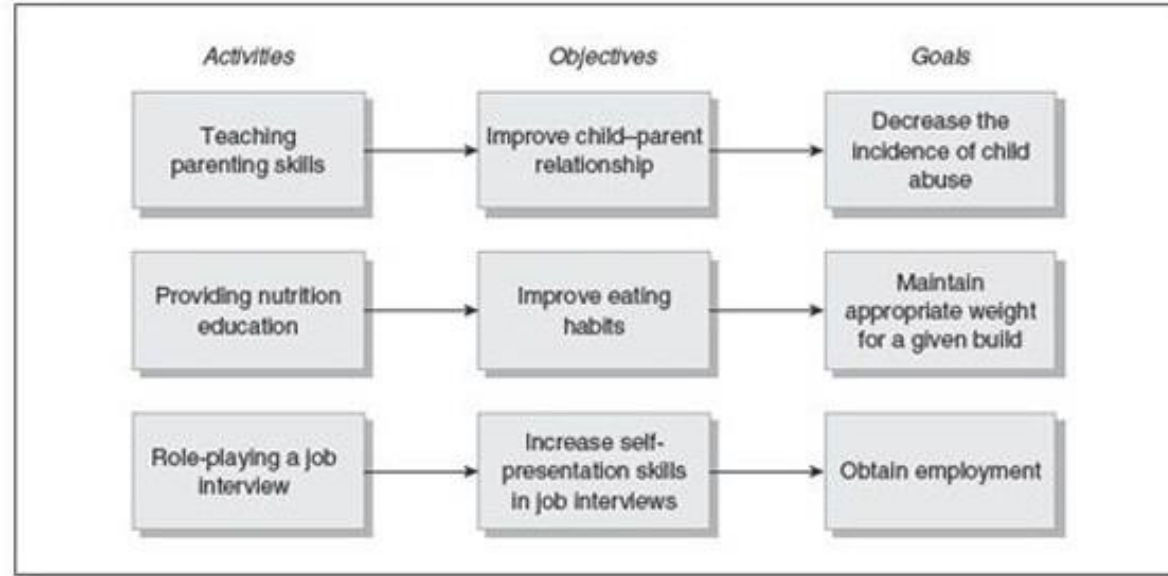 Activities
Objectives
Goals
Teaching
parenting skills
Improve child–parent
relationship
Decrease the
incidence of child
abuse
Providing nutrition
education
Improve eating
habits
Maintain
appropriate weight
for a given build
Role-playing a job
interview
Increase self-
presentation skills
in job interviews
Obtain employment